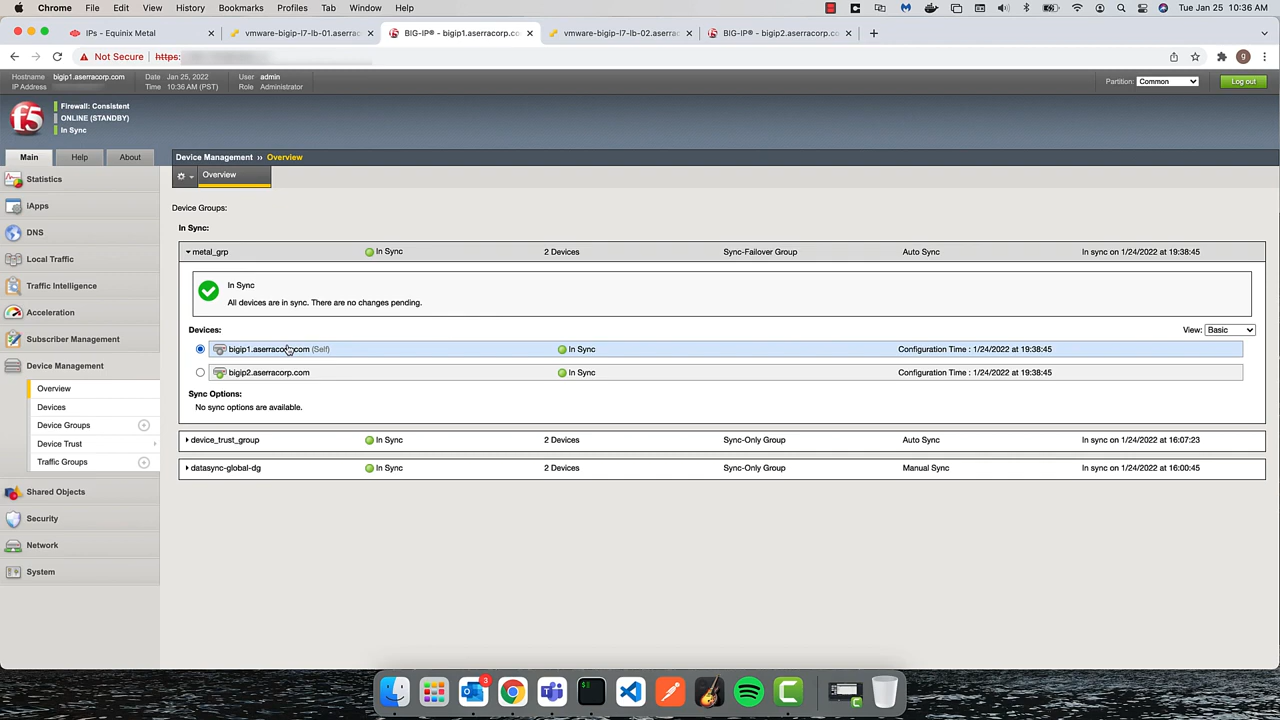 Chrome File Edit View History Bookmarks Profiles Tab Window Help Tue Jan 25 10:36 AM
IPs - Equinix Metal
vmware-bigip-l7-lb-01.aserrac
BIG-IP® - bigip1.aserracorp.co
vmware-bigip-l7-lb-02.aserrac
BIG-IP® - bigip2.aserracorp.co
Not Secure https:
Hostname bigip1.aserracorp.com Date Jan 25, 2022 User admin
IP Address Time 10:36 AM (PST) Role Administrator
Partition: Common
Log out
f5
Firewall: Consistent
ONLINE (STANDBY)
In Sync
Main Help About
Device Management ›› Overview
Overview
Statistics
iApps
DNS
Local Traffic
Traffic Intelligence
Acceleration
Subscriber Management
Device Management
Overview
Devices
Device Groups
Device Trust
Traffic Groups
Shared Objects
Security
Network
System
Device Groups:
In Sync:
metal_grp In Sync 2 Devices Sync-Failover Group Auto Sync In sync on 1/24/2022 at 19:38:45
In Sync
All devices are in sync. There are no changes pending.
Devices: View: Basic
bigip1.aserracorp.com (Self) In Sync Configuration Time : 1/24/2022 at 19:38:45
bigip2.aserracorp.com In Sync Configuration Time : 1/24/2022 at 19:38:45
Sync Options:
No sync options are available.
device_trust_group In Sync 2 Devices Sync-Only Group Auto Sync In sync on 1/24/2022 at 16:07:23
datasync-global-dg In Sync 2 Devices Sync-Only Group Manual Sync In sync on 1/24/2022 at 16:00:45
3